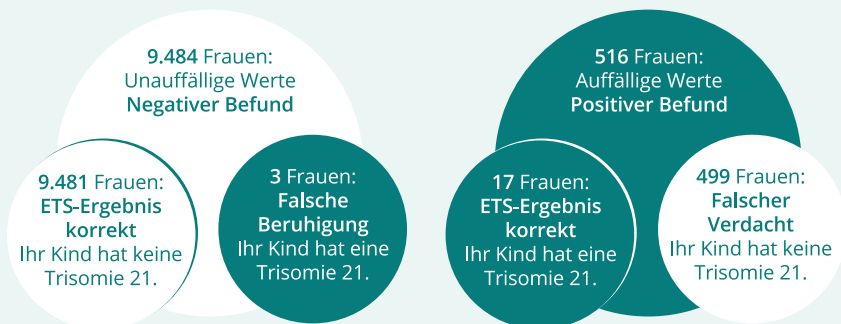 9.484 Frauen:
Unauffällige Werte
Negativer Befund
9.481 Frauen:
ETS-Ergebnis
korrekt
Ihr Kind hat keine
Trisomie 21.
3 Frauen:
Falsche
Beruhigung
Ihr Kind hat eine
Trisomie 21.
516 Frauen:
Auffällige Werte
Positiver Befund
17 Frauen:
ETS-Ergebnis
korrekt
Ihr Kind hat eine
Trisomie 21.
499 Frauen:
Falscher
Verdacht
Ihr Kind hat keine
Trisomie 21.